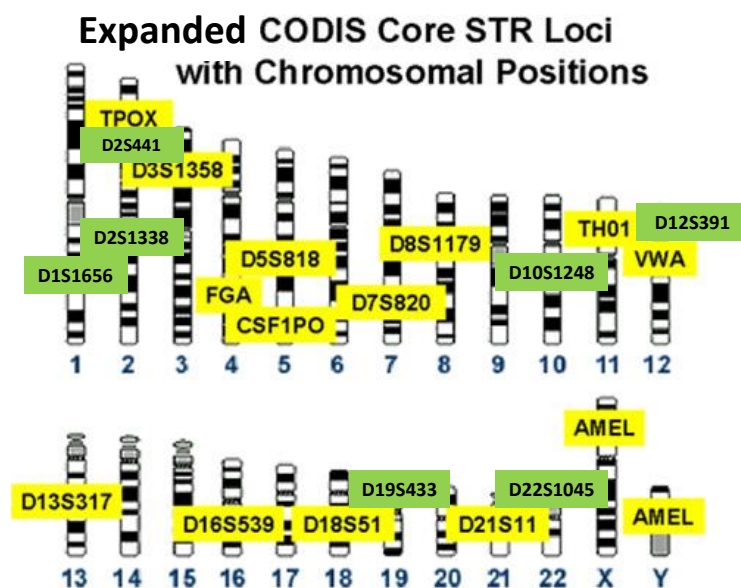 Expanded CODIS Core STR Loci
with Chromosomal Positions
TPOX
D2S441
D3S1358
TH01
D12S391
D2S1338
D8S1179
VWA
D5S818
D1S1656
D10S1248
FGA
D7S820
CSF1PO
1 2 3 4 5 6 7 8 9 10 11 12
AMEL
D19S433
D22S1045
D13S317
D16S539
D18S51
D21S11
AMEL
13 14 15 16 17 18 19 20 21 22 X Y